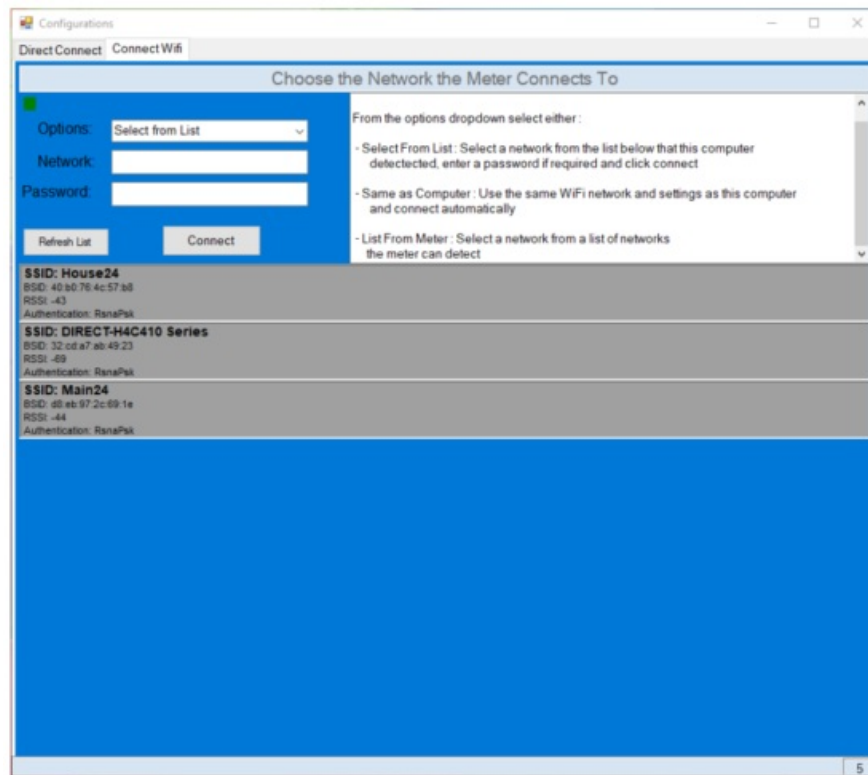 Configurations
Direct Connect Connect Wifi
Choose the Network the Meter Connects To
Options: Select from List
Network:
Password:
Refresh List Connect
From the options dropdown select either :
- Select From List : Select a network from the list below that this computer
detectected, enter a password if required and click connect
- Same as Computer : Use the same WiFi network and settings as this computer
and connect automatically
- List From Meter : Select a network from a list of networks
the meter can detect
SSID: House24
BSID: 40:b0:76:4c:57:b8
RSSI: -43
Authentication: RsnaPsk
SSID: DIRECT-H4C410 Series
BSID: 32:cd:a7:ab:49:23
RSSI: -69
Authentication: RsnaPsk
SSID: Main24
BSID: d8:eb:97:2c:69:1e
RSSI: -44
Authentication: RsnaPsk
5